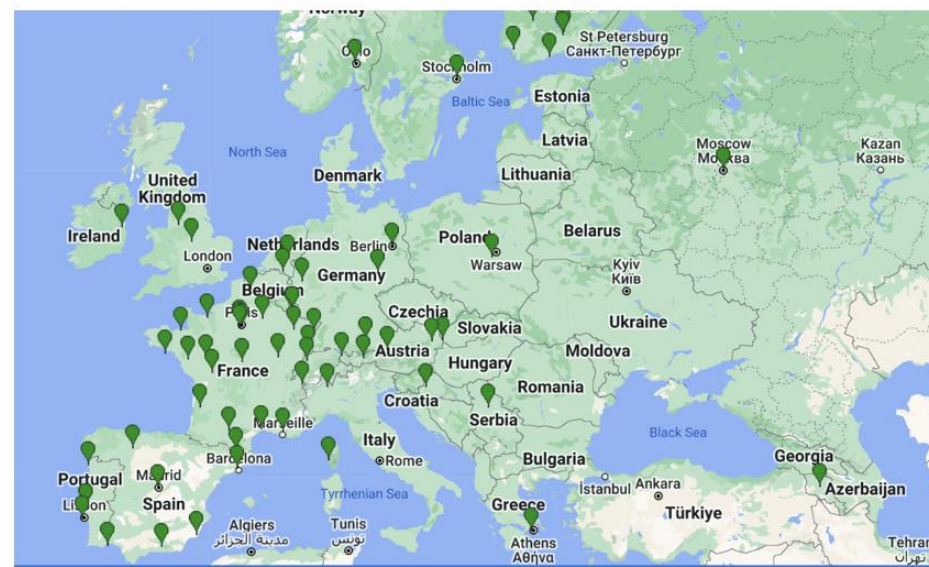 Norway
Oslo
St Petersburg
Санкт-Петербург
Stockholm
Baltic Sea
Estonia
Latvia
Moscow
Москва
Kazan
Казань
North Sea
Denmark
Lithuania
United
Kingdom
Ireland
Netherlands
Berlin
Poland
Belarus
London
Germany
Warsaw
Kyiv
Київ
Belgium
Paris
Czechia
Slovakia
Ukraine
Austria
Hungary
Moldova
France
Croatia
Romania
Serbia
Marseille
Italy
Black Sea
Barcelona
Rome
Bulgaria
Georgia
Portugal
Madrid
İstanbul
Ankara
Azerbaijan
Lisbon
Spain
Tyrrhenian Sea
Greece
Türkiye
Algiers
مدينة الجزائر
Tunis
تونس
Athens
Αθήνα
Tehran
تهران